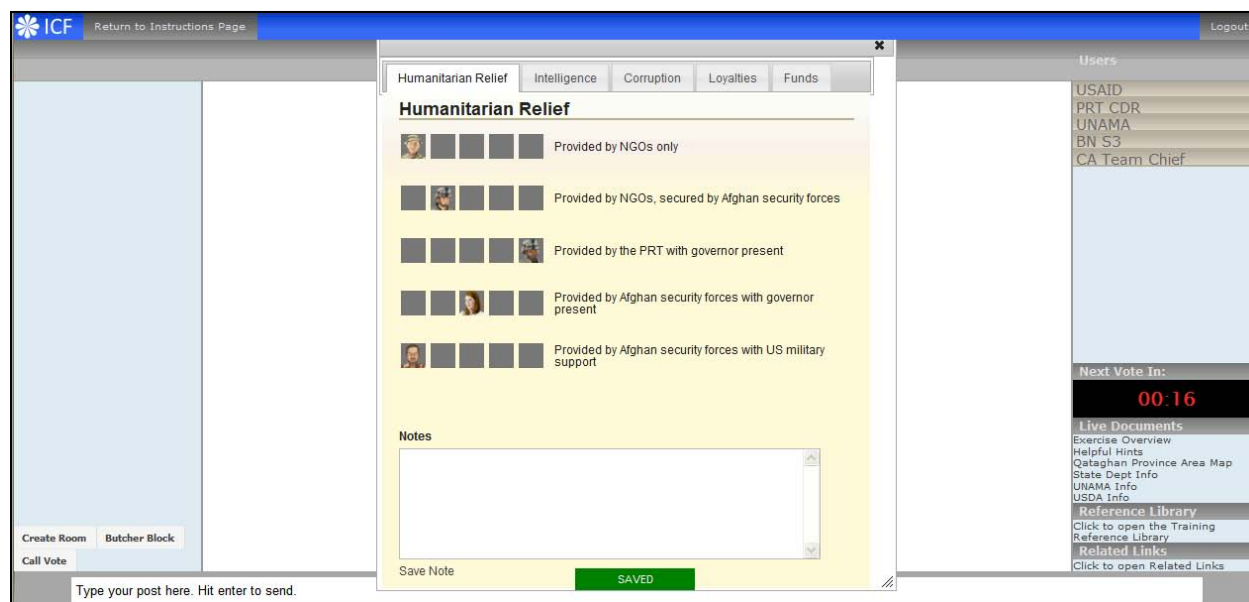 ICF
Return to Instructions Page
Logout
Users
USAID
PRT CDR
UNAMA
BN S3
CA Team Chief
Humanitarian Relief
Intelligence
Corruption
Loyalties
Funds
Humanitarian Relief
Provided by NGOs only
Provided by NGOs, secured by Afghan security forces
Provided by the PRT with governor present
Provided by Afghan security forces with governor
present
Provided by Afghan security forces with US military
support
Notes
Save Note
SAVED
Next Vote In:
00:16
Live Documents
Exercise Overview
Helpful Hints
Qataghan Province Area Map
State Dept Info
UNAMA Info
USDA Info
Reference Library
Click to open the Training
Reference Library
Related Links
Click to open Related Links
Create Room
Butcher Block
Call Vote
Type your post here. Hit enter to send.